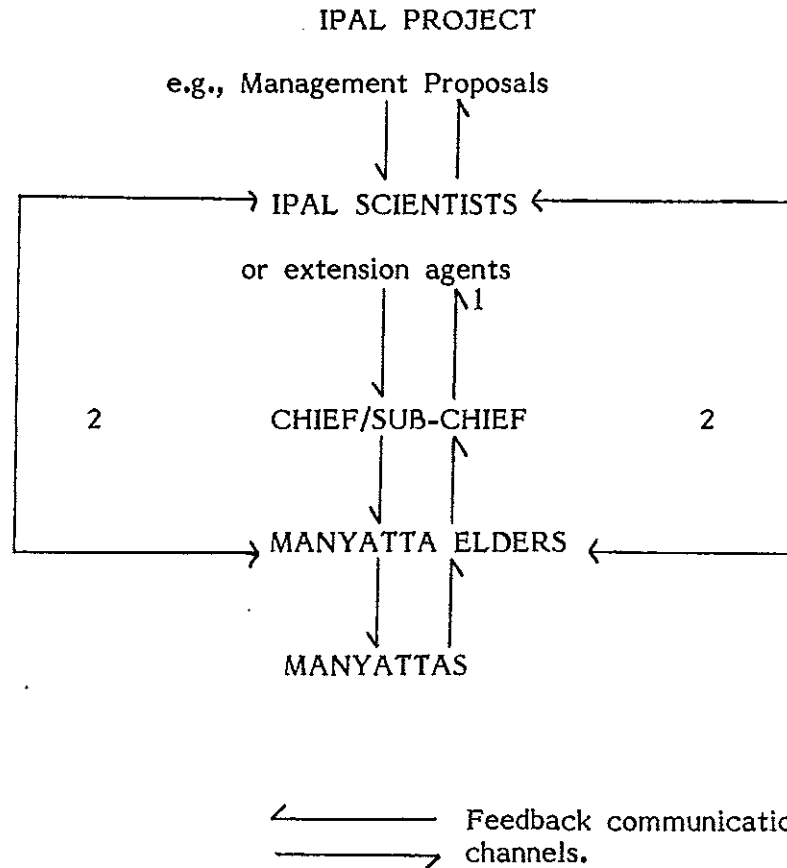 IPAL PROJECT
e.g., Management Proposals
IPAL SCIENTISTS
or extension agents
1
2 CHIEF/SUB-CHIEF 2
MANYATTA ELDERS
MANYATTAS
Feedback communicatio
channels.